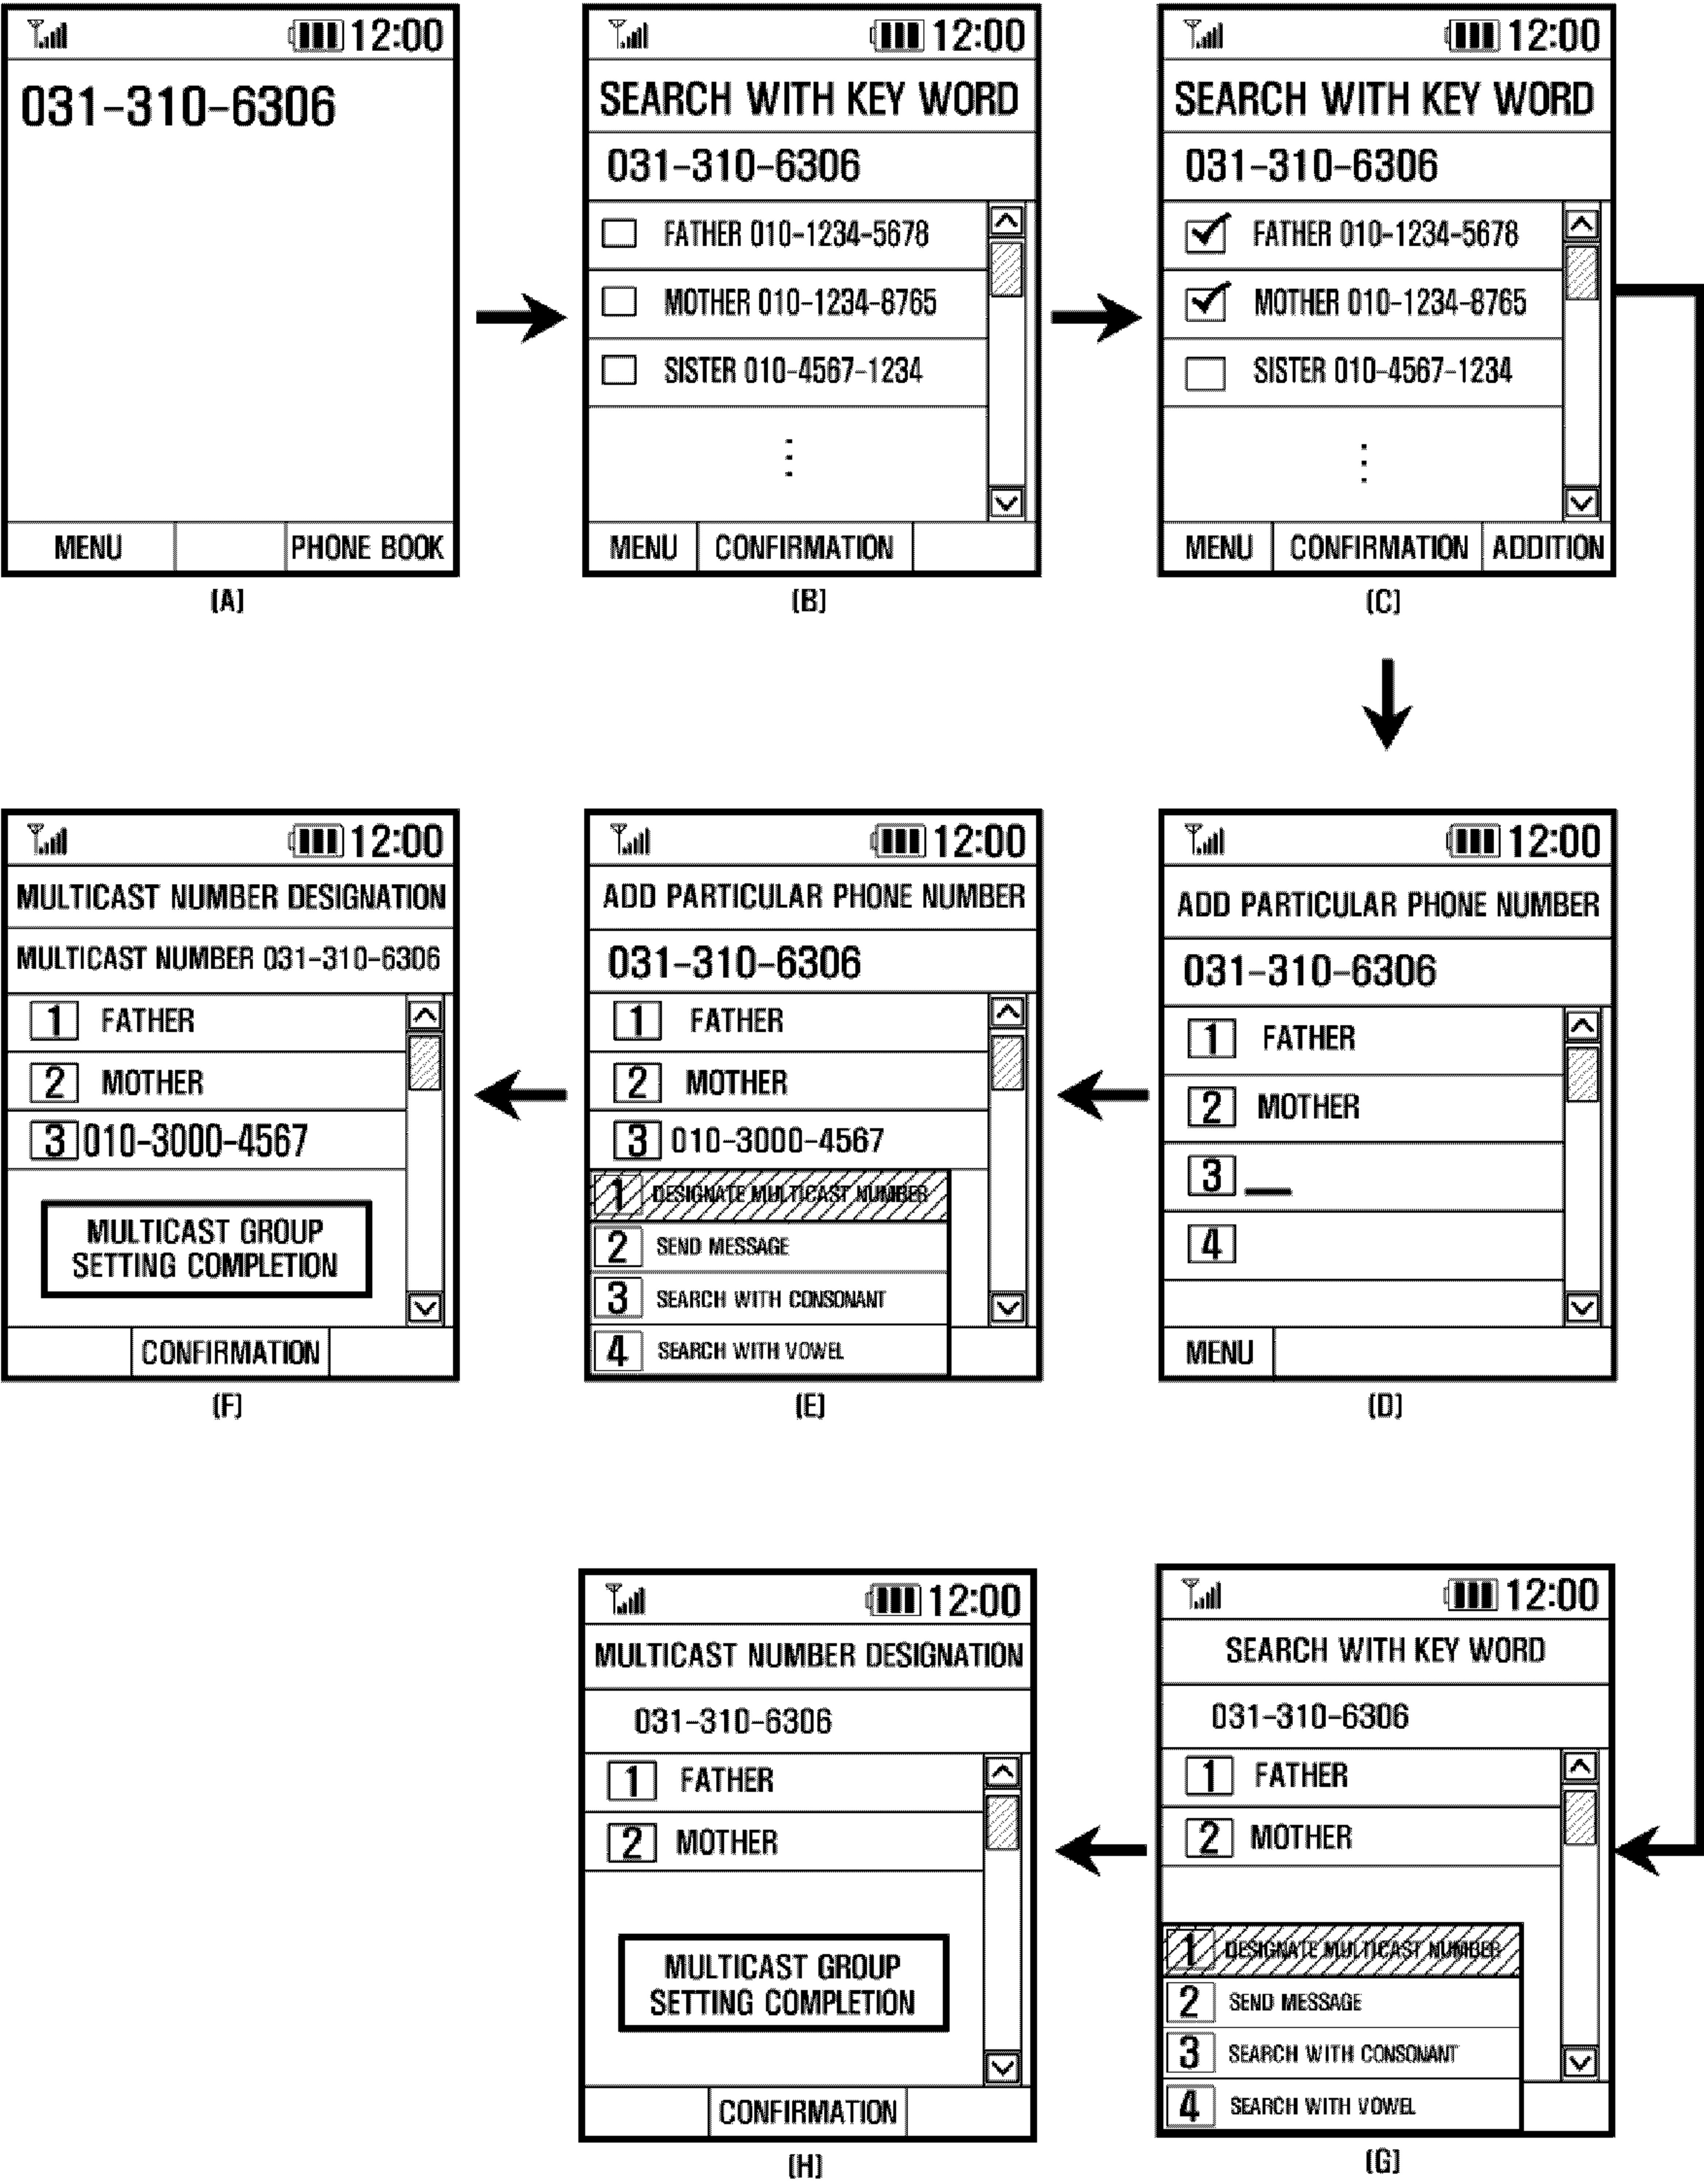 12:00
031-310-6306
MENU PHONE BOOK
[A]
12:00
SEARCH WITH KEY WORD
031-310-6306
FATHER 010-1234-5678
MOTHER 010-1234-8765
SISTER 010-4567-1234
⋮
MENU CONFIRMATION
[B]
12:00
SEARCH WITH KEY WORD
031-310-6306
FATHER 010-1234-5678
MOTHER 010-1234-8765
SISTER 010-4567-1234
⋮
MENU CONFIRMATION ADDITION
[C]
12:00
ADD PARTICULAR PHONE NUMBER
031-310-6306
1 FATHER
2 MOTHER
3 __
4
MENU
[D]
12:00
ADD PARTICULAR PHONE NUMBER
031-310-6306
1 FATHER
2 MOTHER
3 010-3000-4567
1 DESIGNATE MULTICAST NUMBER
2 SEND MESSAGE
3 SEARCH WITH CONSONANT
4 SEARCH WITH VOWEL
[E]
12:00
MULTICAST NUMBER DESIGNATION
MULTICAST NUMBER 031-310-6306
1 FATHER
2 MOTHER
3 010-3000-4567
MULTICAST GROUP
SETTING COMPLETION
CONFIRMATION
[F]
12:00
SEARCH WITH KEY WORD
031-310-6306
1 FATHER
2 MOTHER
1 DESIGNATE MULTICAST NUMBER
2 SEND MESSAGE
3 SEARCH WITH CONSONANT
4 SEARCH WITH VOWEL
[G]
12:00
MULTICAST NUMBER DESIGNATION
031-310-6306
1 FATHER
2 MOTHER
MULTICAST GROUP
SETTING COMPLETION
CONFIRMATION
[H]